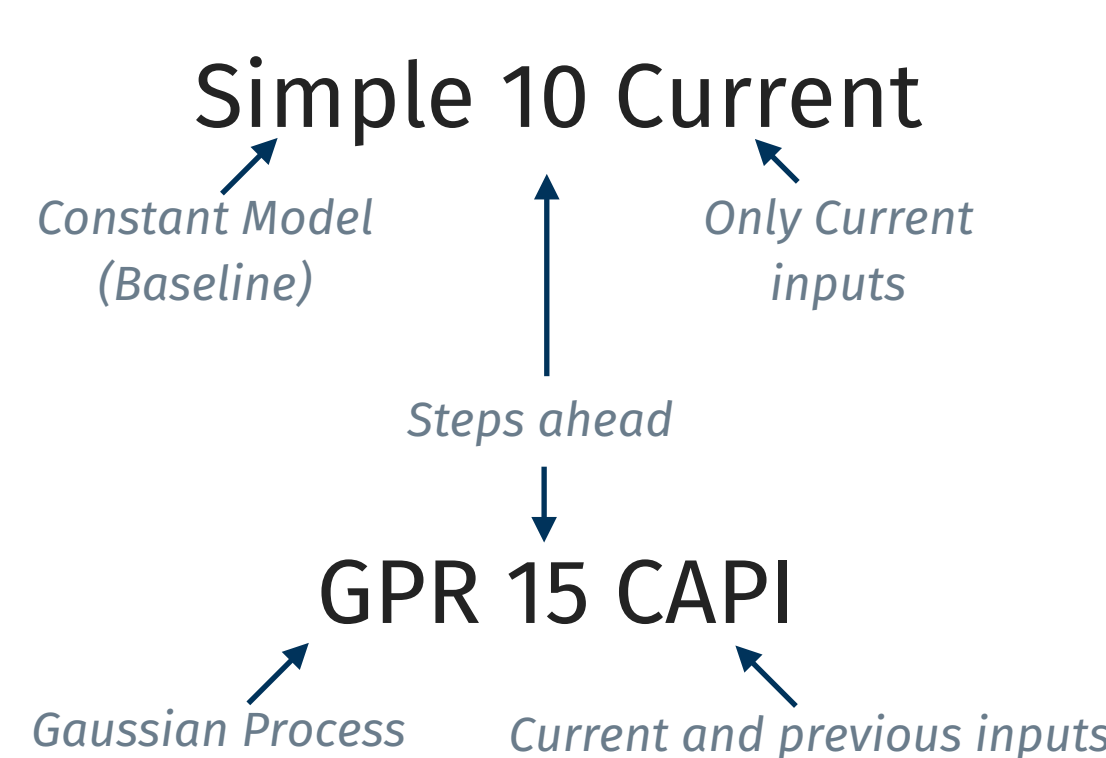 Simple 10 Current
Constant Model
(Baseline)
Only Current
inputs
Steps ahead
GPR 15 CAPI
Gaussian Process
Current and previous inputs